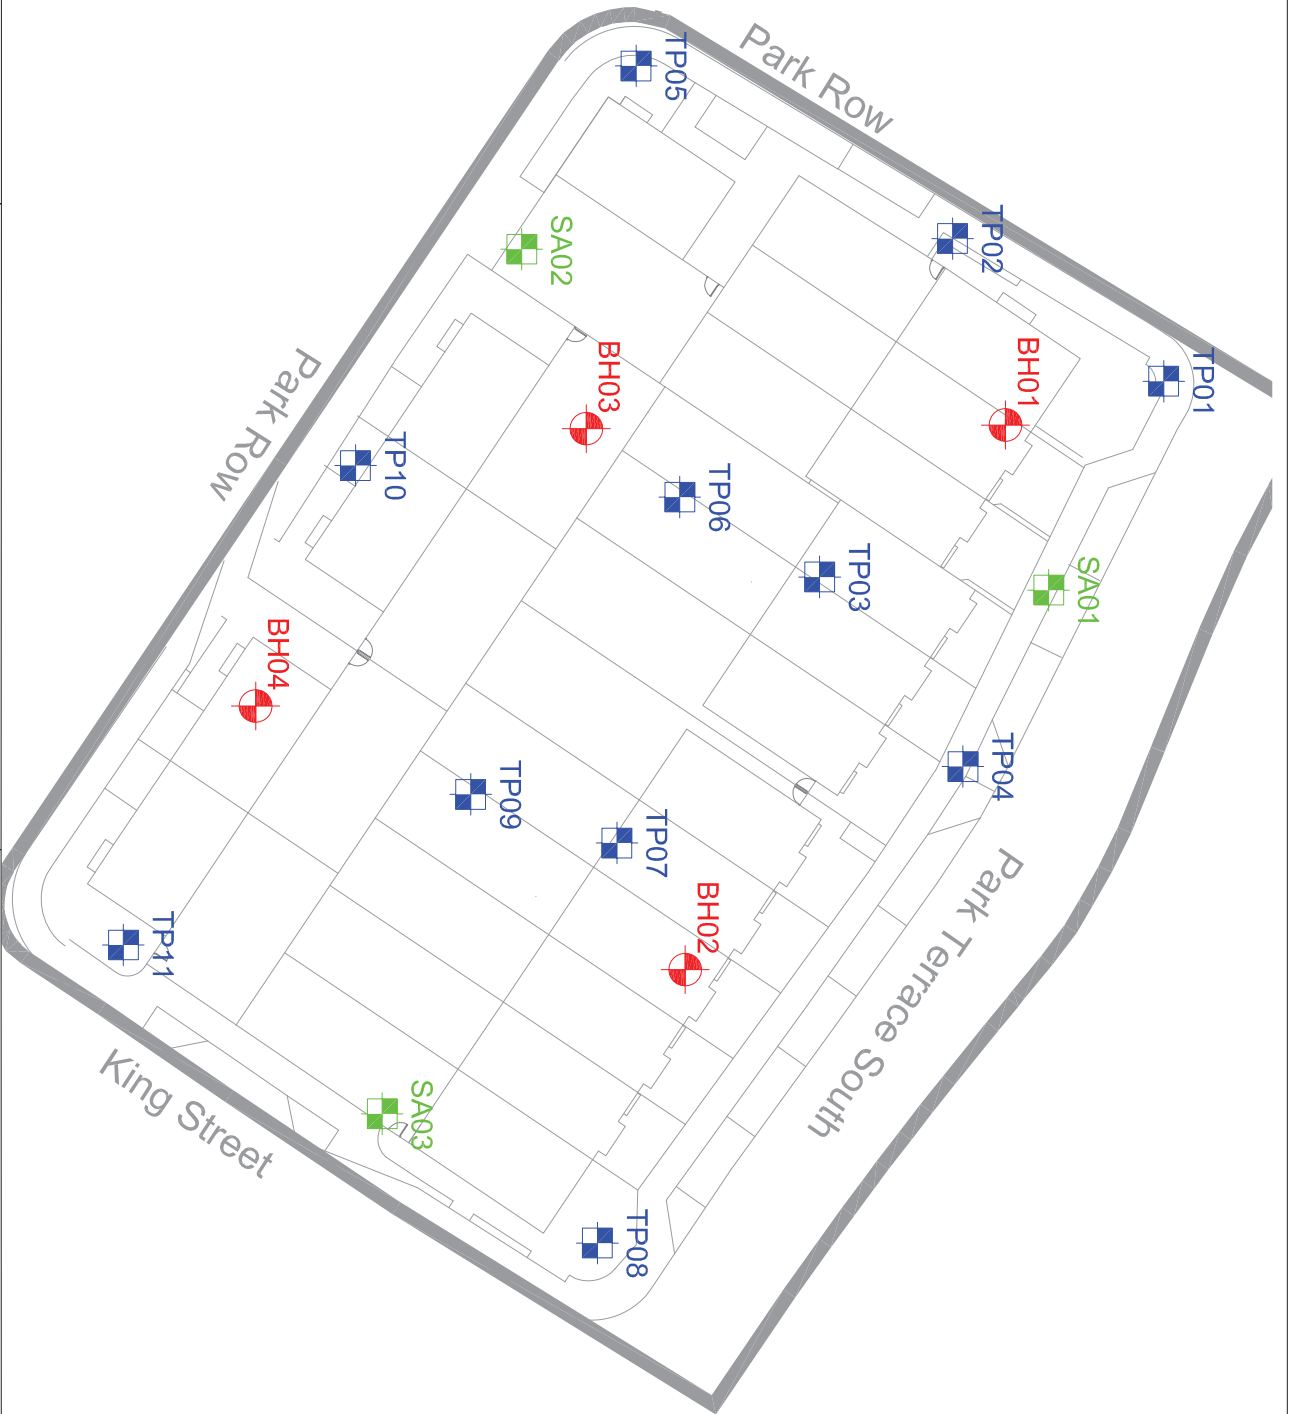 Park Row
TP05
TP02
TP01
SA02
BH03
BH01
Park Row
TP10
TP06
TP03
SA01
BH04
TP04
TP09
TP07
BH02
Park Terrace South
TP11
King Street
SA03
TP08